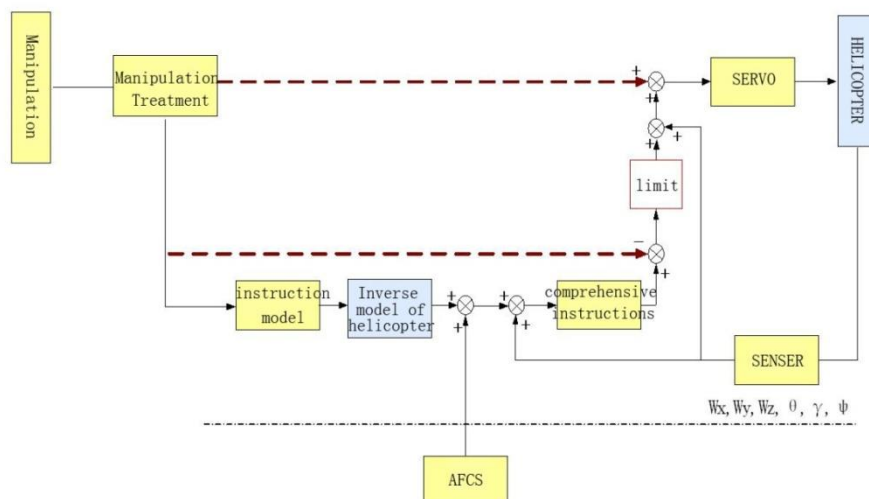 Manipulation
Manipulation
Treatment
+
+
SERVO
HELICOPTER
+
+
limit
−
+
instruction
model
Inverse
model of
helicopter
+
+
+
+
comprehensive
instructions
SENSER
Wx, Wy, Wz, θ, γ, ψ
AFCS